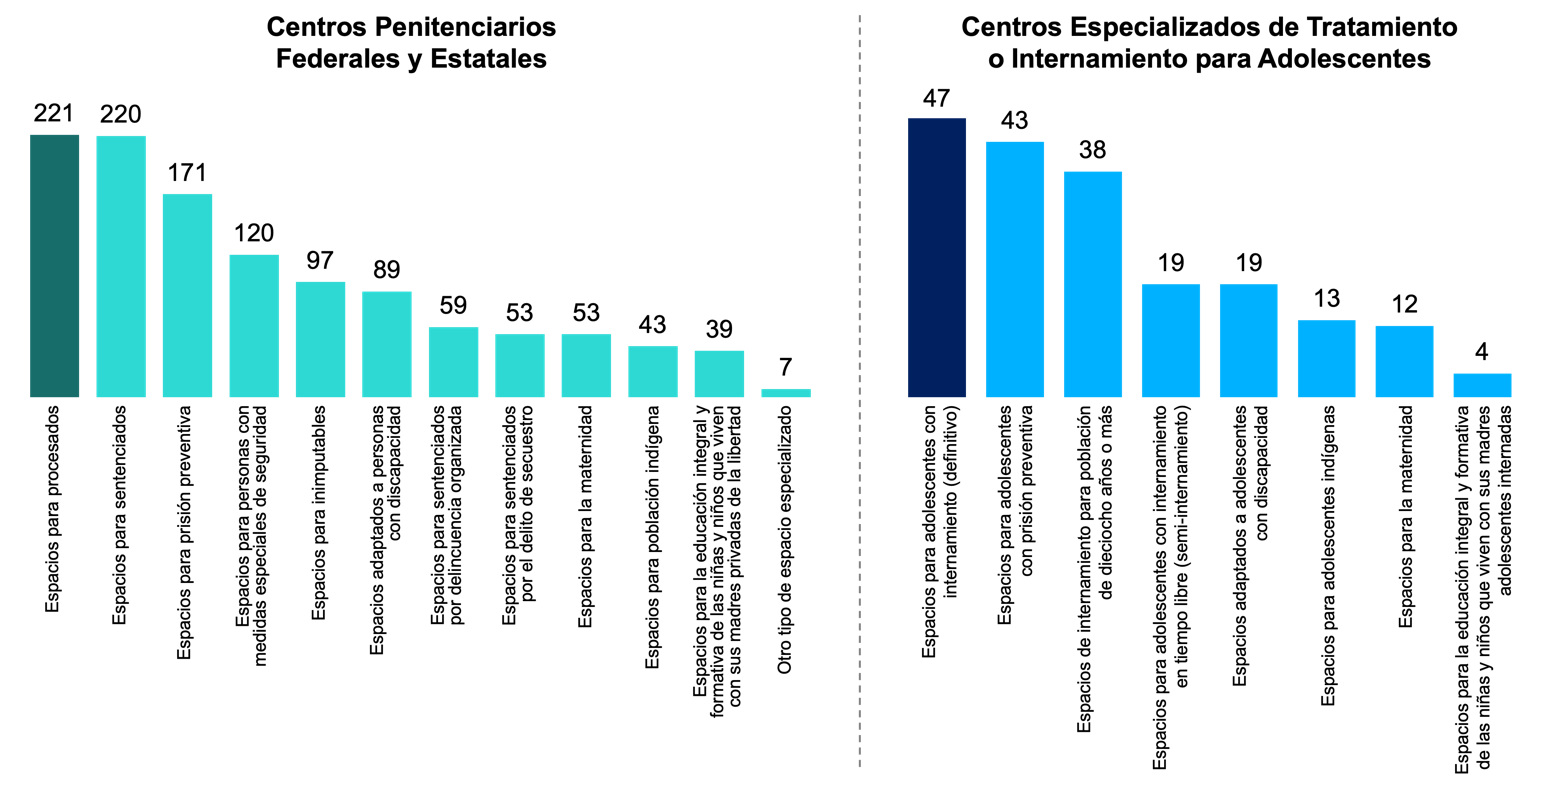 Centros Penitenciarios
Federales y Estatales
221
220
171
120
97
89
59
53
53
43
39
7
Espacios para procesados
Espacios para sentenciados
Espacios para prisión preventiva
Espacios para personas con
medidas especiales de seguridad
Espacios para inimputables
Espacios adaptados a personas
con discapacidad
Espacios para sentenciados
por delincuencia organizada
Espacios para sentenciados
por el delito de secuestro
Espacios para la maternidad
Espacios para población indígena
Espacios para la educación integral y
formativa de las niñas y niños que viven
con sus madres privadas de la libertad
Otro tipo de espacio especializado
Centros Especializados de Tratamiento
o Internamiento para Adolescentes
47
43
38
19
19
13
12
4
Espacios para adolescentes con
internamiento (definitivo)
Espacios para adolescentes
con prisión preventiva
Espacios de internamiento para población
de dieciocho años o más
Espacios para adolescentes con internamiento
en tiempo libre (semi-internamiento)
Espacios adaptados a adolescentes
con discapacidad
Espacios para adolescentes indígenas
Espacios para la maternidad
Espacios para la educación integral y formativa
de las niñas y niños que viven con sus madres
adolescentes internadas